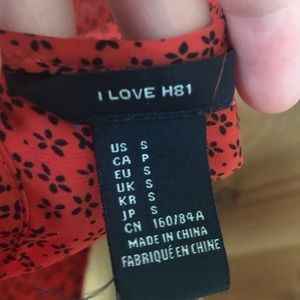 I LOVE H81
US S
CA P
EU S
UK S
KR S
JP S
CN 160/84A
MADE IN CHINA
FABRIQUÉ EN CHINE